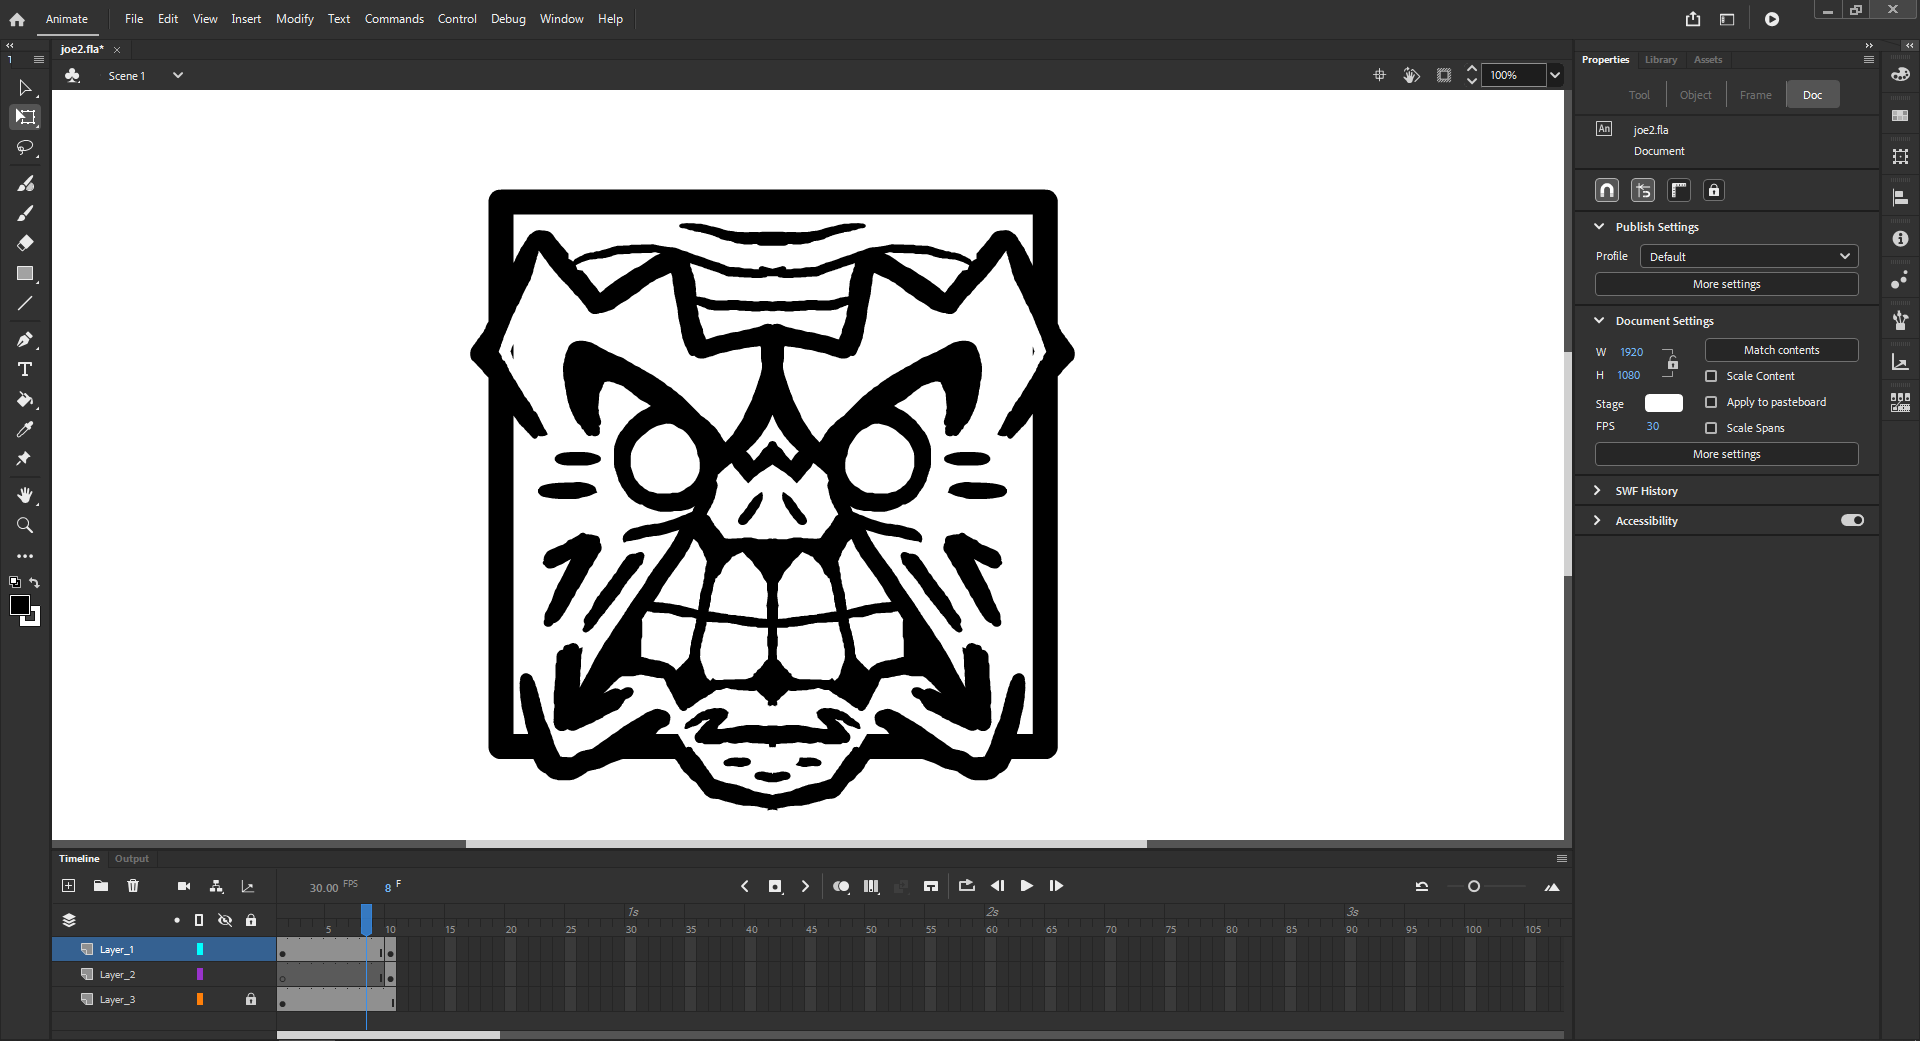 Animate File Edit View Insert Modify Text Commands Control Debug Window Help
joe2.fla*
1
Scene 1
100%
Properties Library Assets
Tool Object Frame Doc
An joe2.fla
Document
Publish Settings
Profile Default
More settings
Document Settings
W 1920 Match contents
H 1080 Scale Content
Stage Apply to pasteboard
FPS 30 Scale Spans
More settings
SWF History
Accessibility
Timeline Output
30.00 FPS 8 F
1s 2s 3s
5 10 15 20 25 30 35 40 45 50 55 60 65 70 75 80 85 90 95 100 105
Layer_1
Layer_2
Layer_3